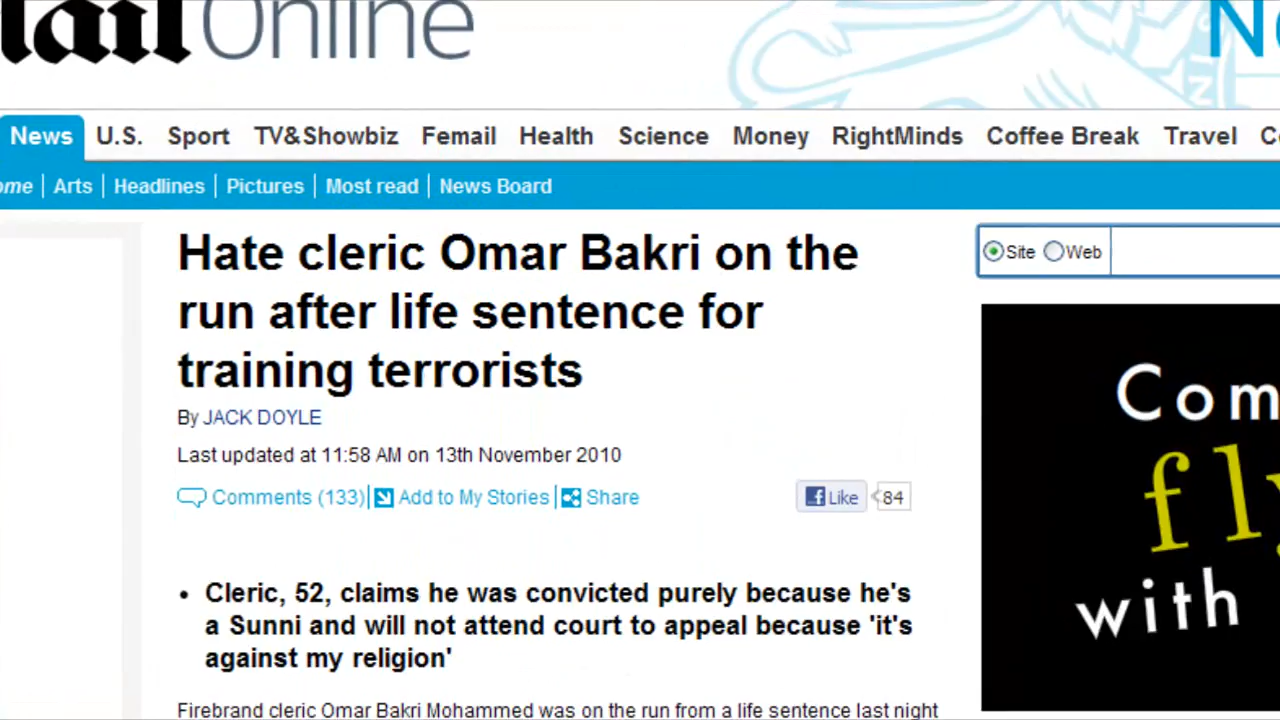 Mail Online
News U.S. Sport TV&Showbiz Femail Health Science Money RightMinds Coffee Break Travel
Arts | Headlines | Pictures | Most read | News Board
Hate cleric Omar Bakri on the
run after life sentence for
training terrorists
By JACK DOYLE
Last updated at 11:58 AM on 13th November 2010
Comments (133) | Add to My Stories | Share
Like 84
• Cleric, 52, claims he was convicted purely because he's
a Sunni and will not attend court to appeal because 'it's
against my religion'
Firebrand cleric Omar Bakri Mohammed was on the run from a life sentence last night
Site Web
with